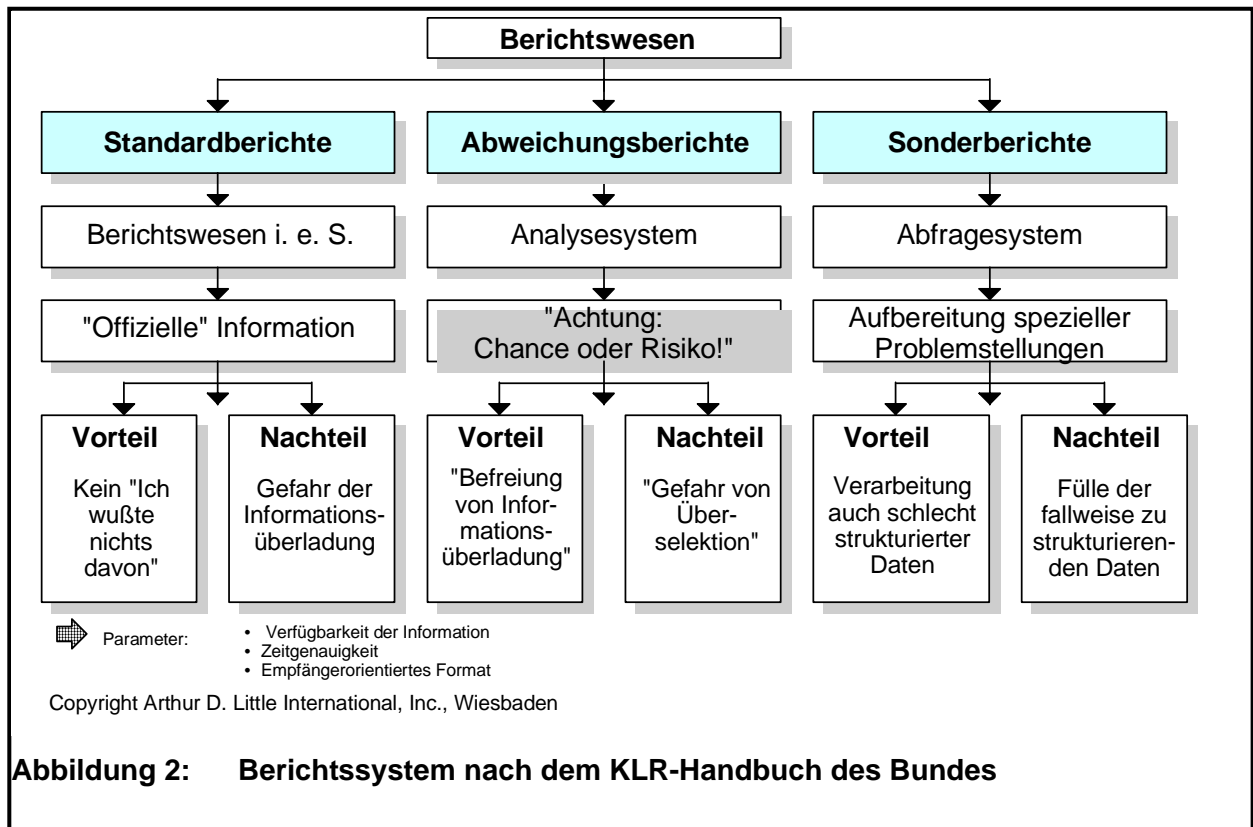 Berichtswesen
Standardberichte
Abweichungsberichte
Sonderberichte
Berichtswesen i. e. S.
Analysesystem
Abfragesystem
"Offizielle" Information
"Achtung:
Chance oder Risiko!"
Aufbereitung spezieller
Problemstellungen
Vorteil
Kein "Ich
wußte
nichts
davon"
Nachteil
Gefahr der
Informations-
überladung
Vorteil
"Befreiung
von Infor-
mations-
überladung"
Nachteil
"Gefahr von
Über-
selektion"
Vorteil
Verarbeitung
auch schlecht
strukturierter
Daten
Nachteil
Fülle der
fallweise zu
strukturieren-
den Daten
Parameter:
• Verfügbarkeit der Information
• Zeitgenauigkeit
• Empfängerorientiertes Format
Copyright Arthur D. Little International, Inc., Wiesbaden
Abbildung 2: Berichtssystem nach dem KLR-Handbuch des Bundes